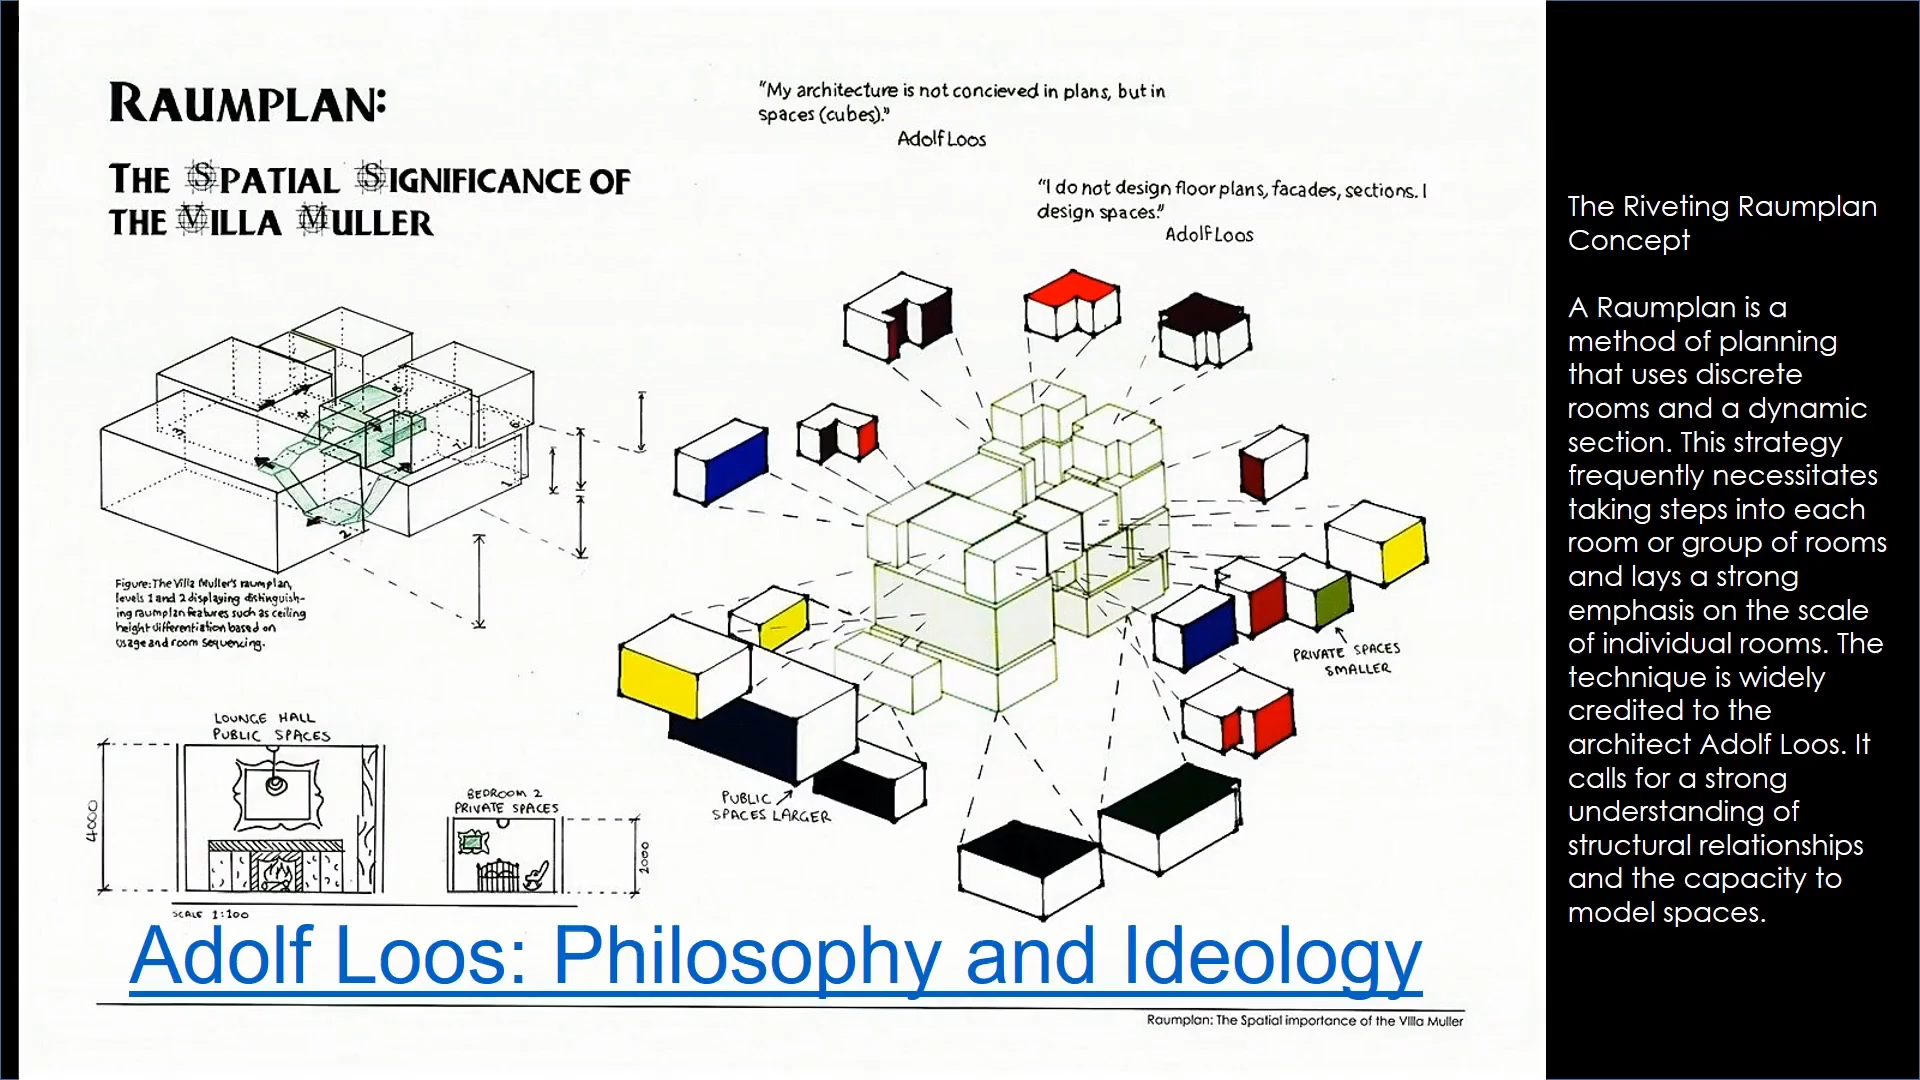 RAUMPLAN:
THE SPATIAL SIGNIFICANCE OF
THE VILLA MULLER
"My architecture is not concieved in plans, but in
spaces (cubes)."
Adolf Loos
"I do not design floor plans, facades, sections. I
design spaces."
Adolf Loos
Figure: The Villa Muller's raumplan,
levels 1 and 2 displaying distinguish-
ing raumplan features such as ceiling
height differentiation based on
usage and room sequencing.
LOUNGE HALL
PUBLIC SPACES
4000
BEDROOM 2
PRIVATE SPACES
2000
SCALE 1:100
PUBLIC
SPACES LARGER
PRIVATE SPACES
SMALLER
Adolf Loos: Philosophy and Ideology
Raumplan: The Spatial importance of the Villa Muller
The Riveting Raumplan
Concept
A Raumplan is a
method of planning
that uses discrete
rooms and a dynamic
section. This strategy
frequently necessitates
taking steps into each
room or group of rooms
and lays a strong
emphasis on the scale
of individual rooms. The
technique is widely
credited to the
architect Adolf Loos. It
calls for a strong
understanding of
structural relationships
and the capacity to
model spaces.